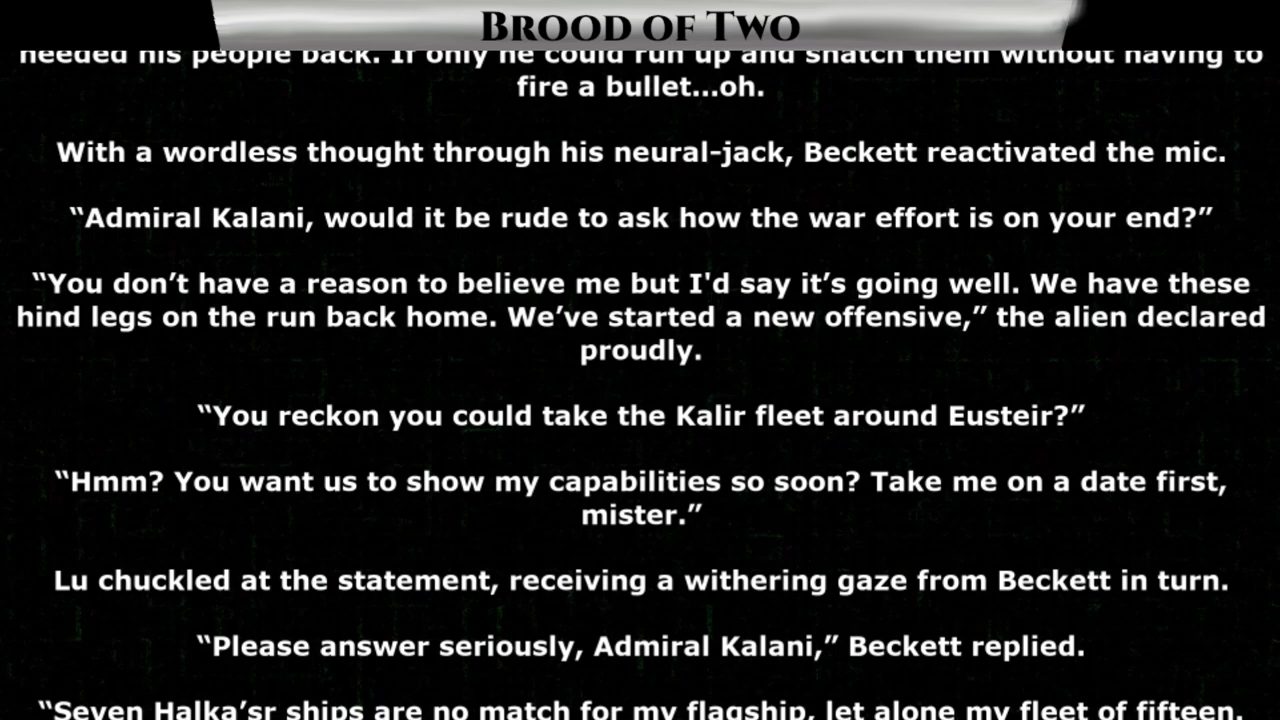 Brood of Two
needed his people back. If only he could run up and snatch them without having to
fire a bullet...oh.
With a wordless thought through his neural-jack, Beckett reactivated the mic.
“Admiral Kalani, would it be rude to ask how the war effort is on your end?”
“You don’t have a reason to believe me but I'd say it’s going well. We have these
hind legs on the run back home. We’ve started a new offensive,” the alien declared
proudly.
“You reckon you could take the Kalir fleet around Eusteir?”
“Hmm? You want us to show my capabilities so soon? Take me on a date first,
mister.”
Lu chuckled at the statement, receiving a withering gaze from Beckett in turn.
“Please answer seriously, Admiral Kalani,” Beckett replied.
“Seven Halka’sr ships are no match for my flagship, let alone my fleet of fifteen.